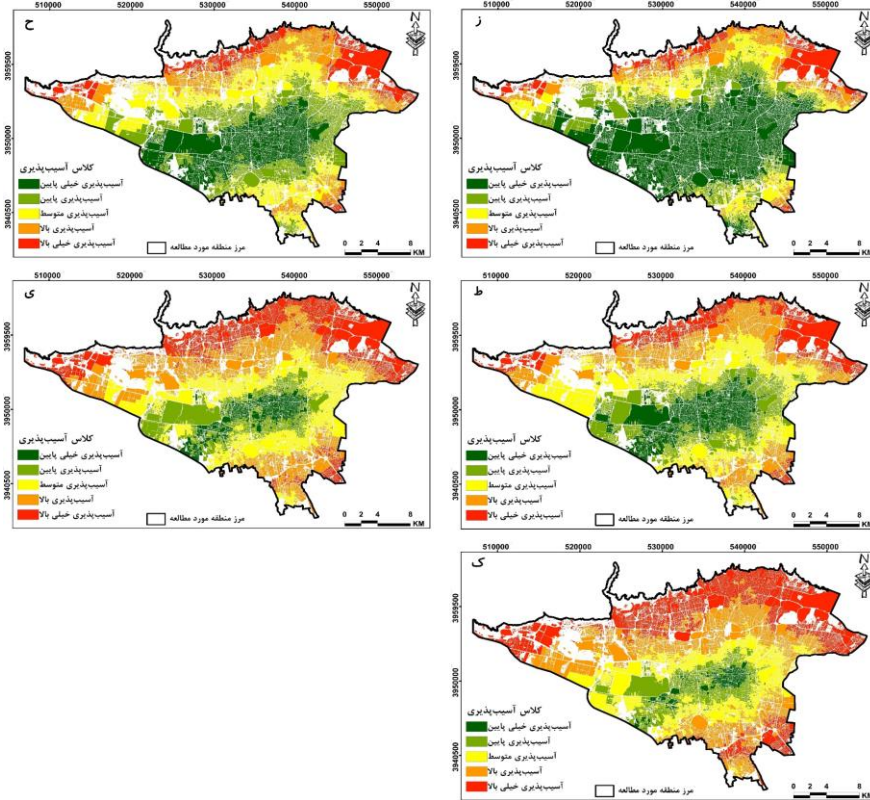 ز
510000 520000 530000 540000 550000
N
3959500
3950000
3940500
کلاس آسیب‌پذیری
آسیب‌پذیری خیلی پایین
آسیب‌پذیری پایین
آسیب‌پذیری متوسط
آسیب‌پذیری بالا
آسیب‌پذیری خیلی بالا
مرز منطقه مورد مطالعه
0 2 4 8
KM
ح
510000 520000 530000 540000 550000
N
3959500
3950000
3940500
کلاس آسیب‌پذیری
آسیب‌پذیری خیلی پایین
آسیب‌پذیری پایین
آسیب‌پذیری متوسط
آسیب‌پذیری بالا
آسیب‌پذیری خیلی بالا
مرز منطقه مورد مطالعه
0 2 4 8
KM
ط
510000 520000 530000 540000 550000
N
3959500
3950000
3940500
کلاس آسیب‌پذیری
آسیب‌پذیری خیلی پایین
آسیب‌پذیری پایین
آسیب‌پذیری متوسط
آسیب‌پذیری بالا
آسیب‌پذیری خیلی بالا
مرز منطقه مورد مطالعه
0 2 4 8
KM
ی
510000 520000 530000 540000 550000
N
3959500
3950000
3940500
کلاس آسیب‌پذیری
آسیب‌پذیری خیلی پایین
آسیب‌پذیری پایین
آسیب‌پذیری متوسط
آسیب‌پذیری بالا
آسیب‌پذیری خیلی بالا
مرز منطقه مورد مطالعه
0 2 4 8
KM
ک
510000 520000 530000 540000 550000
N
3959500
3950000
3940500
کلاس آسیب‌پذیری
آسیب‌پذیری خیلی پایین
آسیب‌پذیری پایین
آسیب‌پذیری متوسط
آسیب‌پذیری بالا
آسیب‌پذیری خیلی بالا
مرز منطقه مورد مطالعه
0 2 4 8
KM